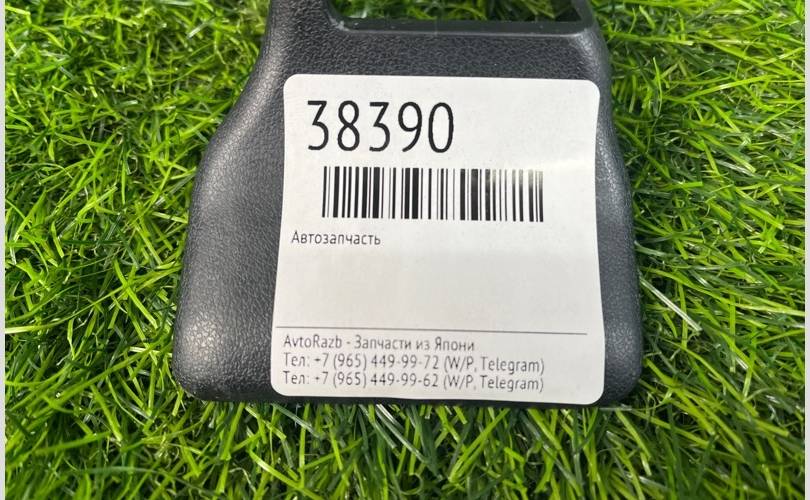 38390
Автозапчасть
AvtoRazb - Запчасти из Япони
Тел: +7 (965) 449-99-72 (W/P, Telegram)
Тел: +7 (965) 449-99-62 (W/P, Telegram)